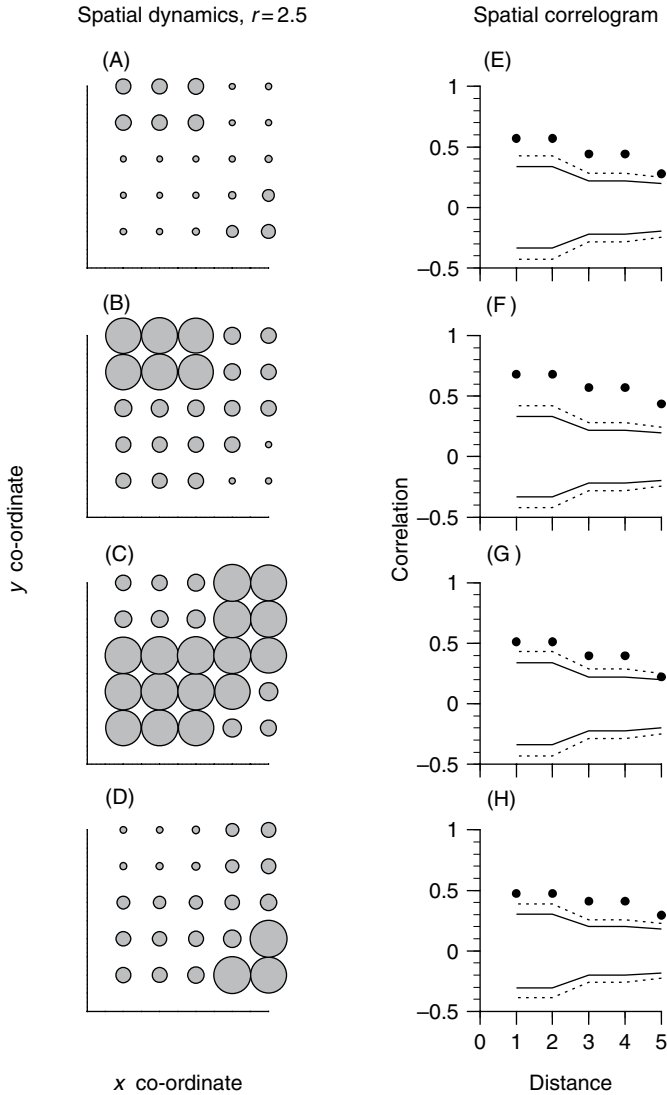 Spatial dynamics, r = 2.5
Spatial correlogram
(A)
(B)
(C)
(D)
y co-ordinate
x co-ordinate
(E)
1
0.5
0
–0.5
(F)
1
0.5
0
–0.5
(G)
1
0.5
0
–0.5
(H)
1
0.5
0
–0.5
Correlation
0 1 2 3 4 5
Distance